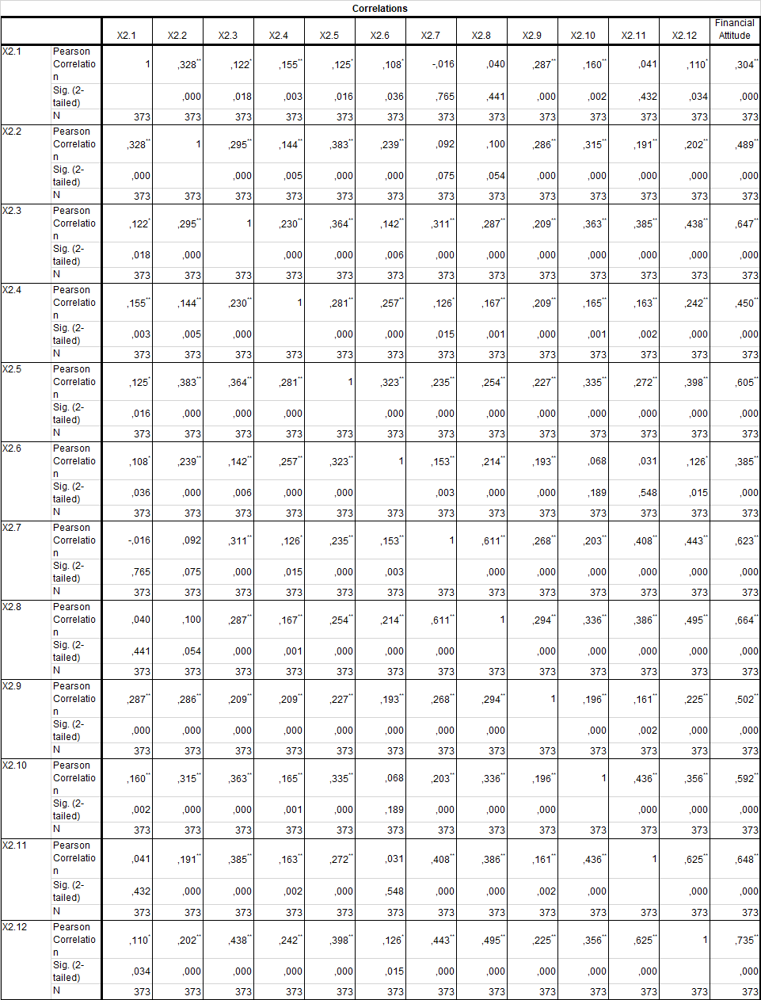 Correlations
X2.1 X2.2 X2.3 X2.4 X2.5 X2.6 X2.7 X2.8 X2.9 X2.10 X2.11 X2.12 Financial Attitude
X2.1 Pearson Correlation 1 ,328** ,122* ,155** ,125* ,108* -,016 ,040 ,287** ,160** ,041 ,110* ,304**
Sig. (2-tailed) ,000 ,018 ,003 ,016 ,036 ,765 ,441 ,000 ,002 ,432 ,034 ,000
N 373 373 373 373 373 373 373 373 373 373 373 373 373
X2.2 Pearson Correlation ,328** 1 ,295** ,144** ,383** ,239** ,092 ,100 ,286** ,315** ,191** ,202** ,489**
Sig. (2-tailed) ,000 ,000 ,005 ,000 ,000 ,075 ,054 ,000 ,000 ,000 ,000 ,000
N 373 373 373 373 373 373 373 373 373 373 373 373 373
X2.3 Pearson Correlation ,122* ,295** 1 ,230** ,364** ,142** ,311** ,287** ,209** ,363** ,385** ,438** ,647**
Sig. (2-tailed) ,018 ,000 ,000 ,000 ,006 ,000 ,000 ,000 ,000 ,000 ,000 ,000
N 373 373 373 373 373 373 373 373 373 373 373 373 373
X2.4 Pearson Correlation ,155** ,144** ,230** 1 ,281** ,257** ,126* ,167** ,209** ,165** ,163** ,242** ,450**
Sig. (2-tailed) ,003 ,005 ,000 ,000 ,000 ,015 ,001 ,000 ,001 ,002 ,000 ,000
N 373 373 373 373 373 373 373 373 373 373 373 373 373
X2.5 Pearson Correlation ,125* ,383** ,364** ,281** 1 ,323** ,235** ,254** ,227** ,335** ,272** ,398** ,605**
Sig. (2-tailed) ,016 ,000 ,000 ,000 ,000 ,000 ,000 ,000 ,000 ,000 ,000 ,000
N 373 373 373 373 373 373 373 373 373 373 373 373 373
X2.6 Pearson Correlation ,108* ,239** ,142** ,257** ,323** 1 ,153** ,214** ,193** ,068 ,031 ,126* ,385**
Sig. (2-tailed) ,036 ,000 ,006 ,000 ,000 ,003 ,000 ,000 ,189 ,548 ,015 ,000
N 373 373 373 373 373 373 373 373 373 373 373 373 373
X2.7 Pearson Correlation -,016 ,092 ,311** ,126* ,235** ,153** 1 ,611** ,268** ,203** ,408** ,443** ,623**
Sig. (2-tailed) ,765 ,075 ,000 ,015 ,000 ,003 ,000 ,000 ,000 ,000 ,000 ,000
N 373 373 373 373 373 373 373 373 373 373 373 373 373
X2.8 Pearson Correlation ,040 ,100 ,287** ,167** ,254** ,214** ,611** 1 ,294** ,336** ,386** ,495** ,664**
Sig. (2-tailed) ,441 ,054 ,000 ,001 ,000 ,000 ,000 ,000 ,000 ,000 ,000 ,000
N 373 373 373 373 373 373 373 373 373 373 373 373 373
X2.9 Pearson Correlation ,287** ,286** ,209** ,209** ,227** ,193** ,268** ,294** 1 ,196** ,161** ,225** ,502**
Sig. (2-tailed) ,000 ,000 ,000 ,000 ,000 ,000 ,000 ,000 ,000 ,002 ,000 ,000
N 373 373 373 373 373 373 373 373 373 373 373 373 373
X2.10 Pearson Correlation ,160** ,315** ,363** ,165** ,335** ,068 ,203** ,336** ,196** 1 ,436** ,356** ,592**
Sig. (2-tailed) ,002 ,000 ,000 ,001 ,000 ,189 ,000 ,000 ,000 ,000 ,000 ,000
N 373 373 373 373 373 373 373 373 373 373 373 373 373
X2.11 Pearson Correlation ,041 ,191** ,385** ,163** ,272** ,031 ,408** ,386** ,161** ,436** 1 ,625** ,648**
Sig. (2-tailed) ,432 ,000 ,000 ,002 ,000 ,548 ,000 ,000 ,002 ,000 ,000 ,000
N 373 373 373 373 373 373 373 373 373 373 373 373 373
X2.12 Pearson Correlation ,110* ,202** ,438** ,242** ,398** ,126* ,443** ,495** ,225** ,356** ,625** 1 ,735**
Sig. (2-tailed) ,034 ,000 ,000 ,000 ,000 ,015 ,000 ,000 ,000 ,000 ,000 ,000
N 373 373 373 373 373 373 373 373 373 373 373 373 373